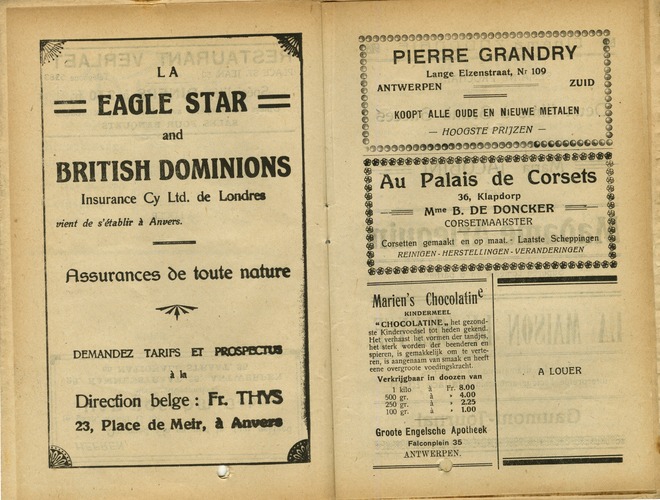 LA
EAGLE STAR
and
BRITISH DOMINIONS
Insurance Cy Ltd. de Londres
vient de s'établir à Anvers.
Assurances de toute nature
DEMANDEZ TARIFS ET PROSPECTUS
à la
Direction belge : Fr. THYS
23, Place de Meir, à Anvers
PIERRE GRANDRY
Lange Elzenstraat, Nr 109
ANTWERPEN ZUID
KOOPT ALLE OUDE EN NIEUWE METALEN
— HOOGSTE PRIJZEN —
Au Palais de Corsets
36, Klapdorp
Mme B. DE DONCKER
CORSETMAAKSTER
Corsetten gemaakt en op maat. - Laatste Scheppingen
REINIGEN - HERSTELLINGEN - VERANDERINGEN
Marien's Chocolatine
KINDERMEEL
"CHOCOLATINE„ het gezond-
ste Kindervoedsel tot heden gekend.
Het verhaast het vormen der tandjes,
het sterk worden der beenderen en
spieren, is gemakkelijk om te verte-
ren, is aangenaam van smaak en heeft
eene overgroote voedingskracht.
Verkrijgbaar in doozen van
1 kilo à Fr. 8.00
500 gr. à » 4.00
250 gr. à » 2.25
100 gr. à » 1.00
Groote Engelsche Apotheek
Falconplein 35
ANTWERPEN.
A LOUER